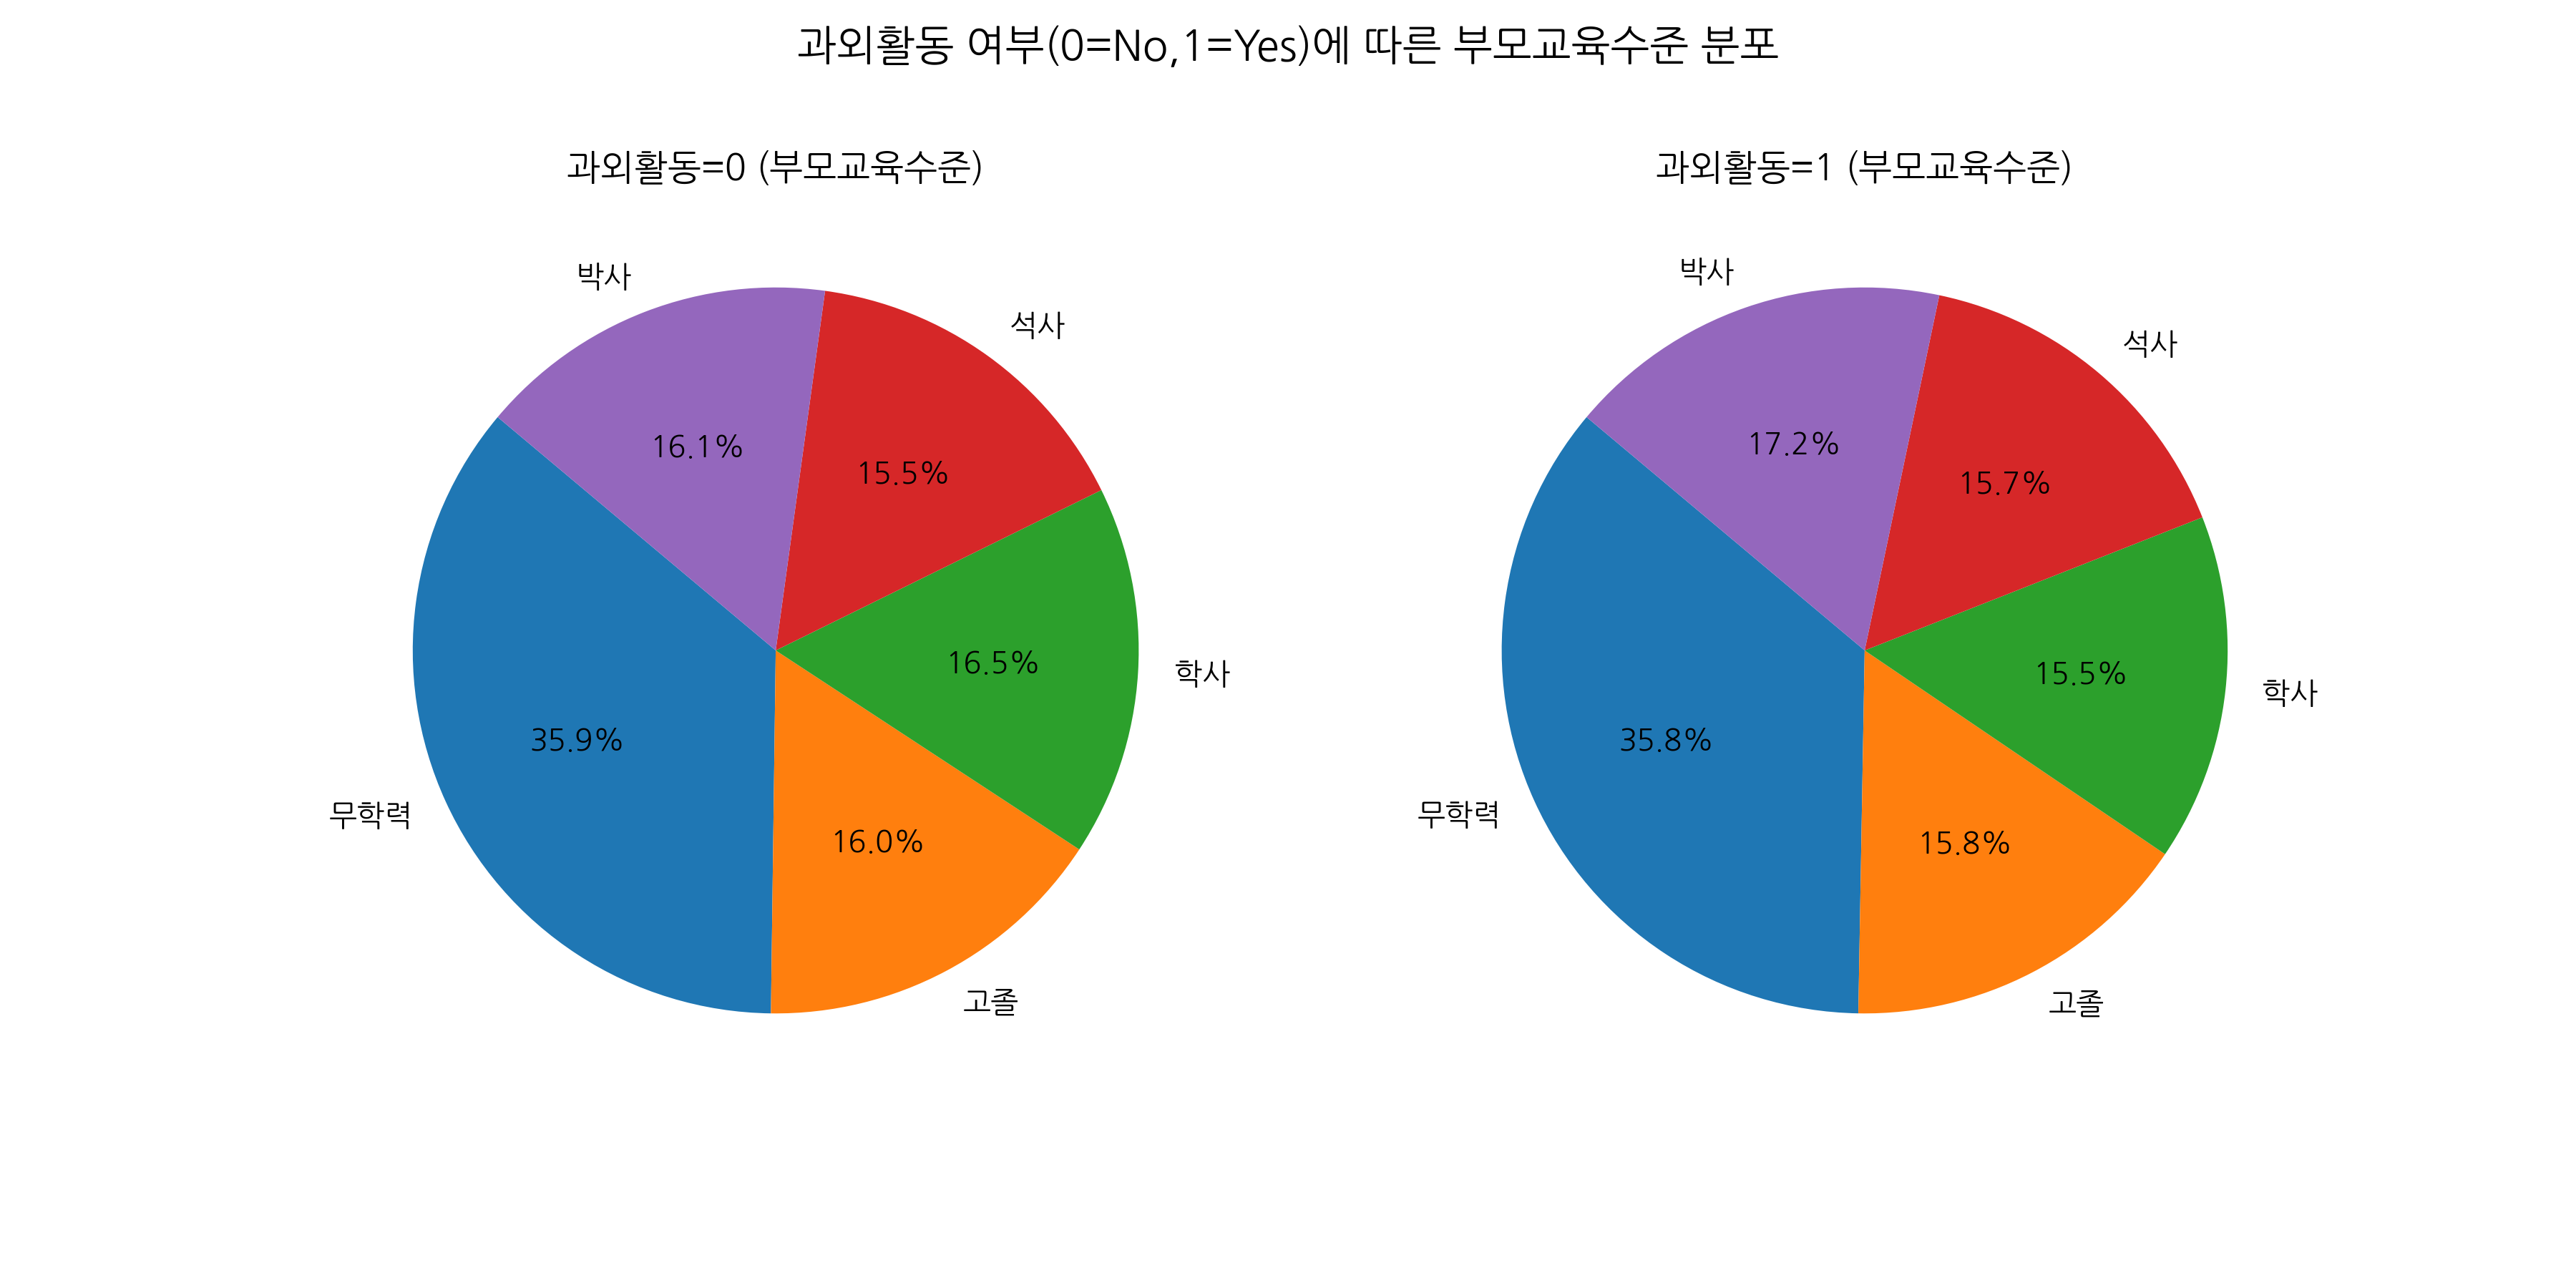 과외활동 여부(0=No,1=Yes)에 따른 부모교육수준 분포
과외활동=0 (부모교육수준)
박사
석사
16.1%
15.5%
16.5%
학사
35.9%
무학력
16.0%
고졸
과외활동=1 (부모교육수준)
박사
석사
17.2%
15.7%
15.5%
학사
35.8%
무학력
15.8%
고졸